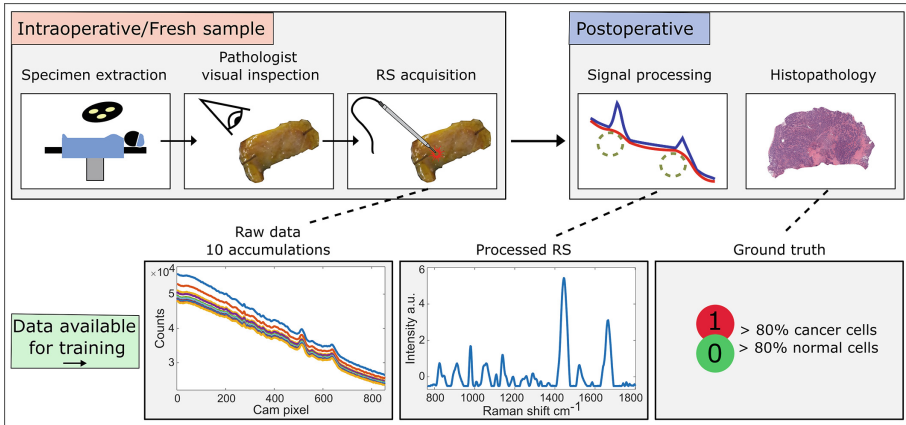 Intraoperative/Fresh sample
Postoperative
Specimen extraction
Pathologist
visual inspection
RS acquisition
Signal processing
Histopathology
Raw data
10 accumulations
Processed RS
Ground truth
Data available
for training
×10⁴
5
4
3
Counts
0 200 400 600 800
Cam pixel
6
4
2
0
Intensity a.u.
800 1000 1200 1400 1600 1800
Raman shift cm⁻¹
1 > 80% cancer cells
0 > 80% normal cells